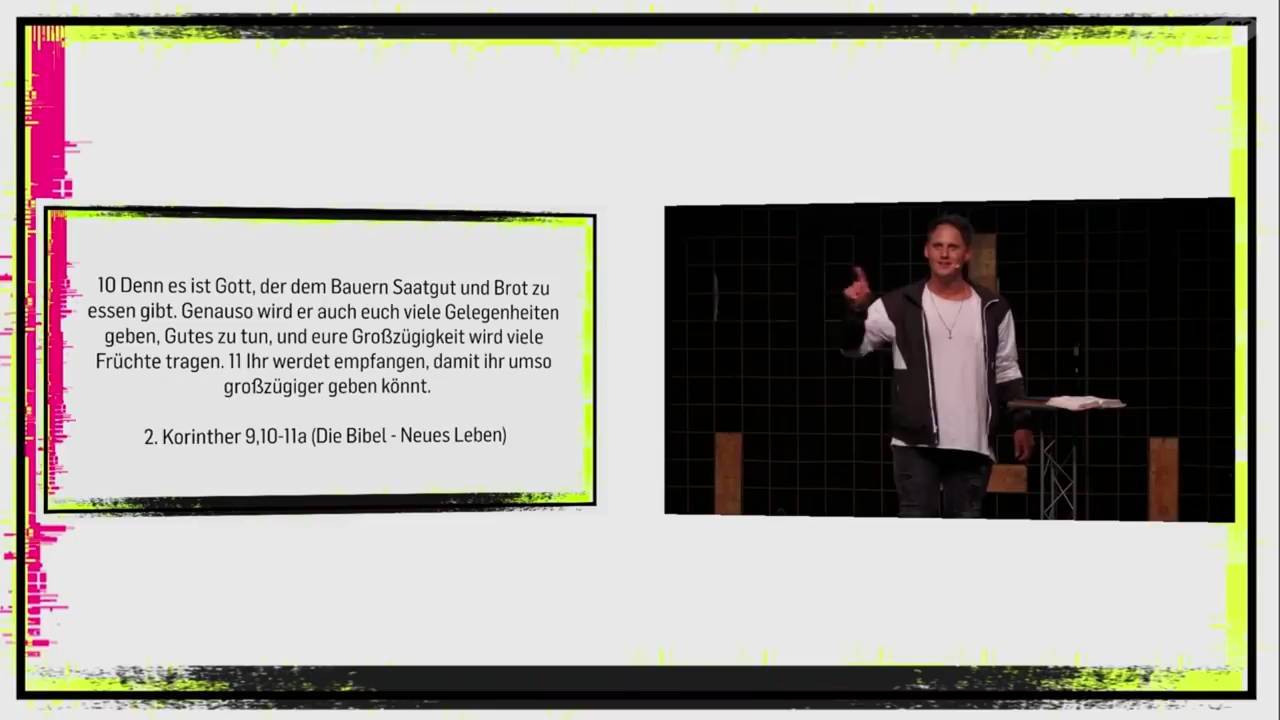 10 Denn es ist Gott, der dem Bauern Saatgut und Brot zu
essen gibt. Genauso wird er auch euch viele Gelegenheiten
geben, Gutes zu tun, und eure Großzügigkeit wird viele
Früchte tragen. 11 Ihr werdet empfangen, damit ihr umso
großzügiger geben könnt.
2. Korinther 9,10-11a (Die Bibel - Neues Leben)